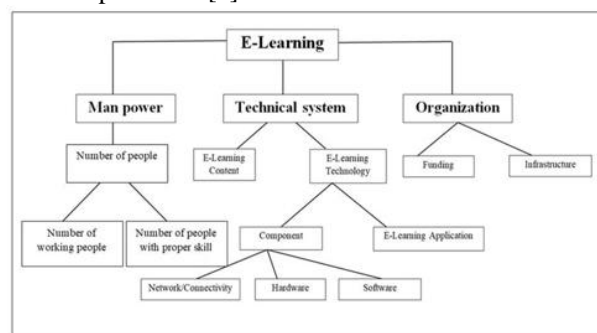 E-Learning
Man power
Technical system
Organization
Number of people
E-Learning
Content
E-Learning
Technology
Funding
Infrastructure
Number of
working people
Number of people
with proper skill
Component
E-Learning Application
Network/Connectivity
Hardware
Software